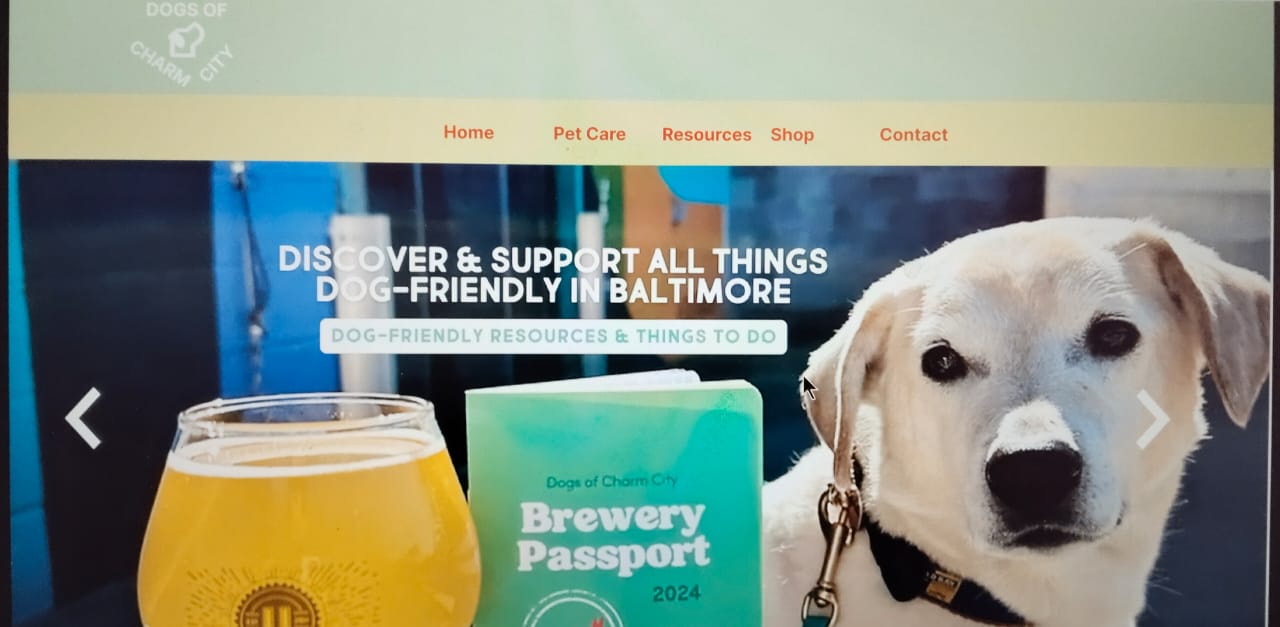 DOGS OF
CHARM CITY
Home Pet Care Resources Shop Contact
DISCOVER & SUPPORT ALL THINGS
DOG-FRIENDLY IN BALTIMORE
DOG-FRIENDLY RESOURCES & THINGS TO DO
Dogs of Charm City
Brewery
Passport
2024